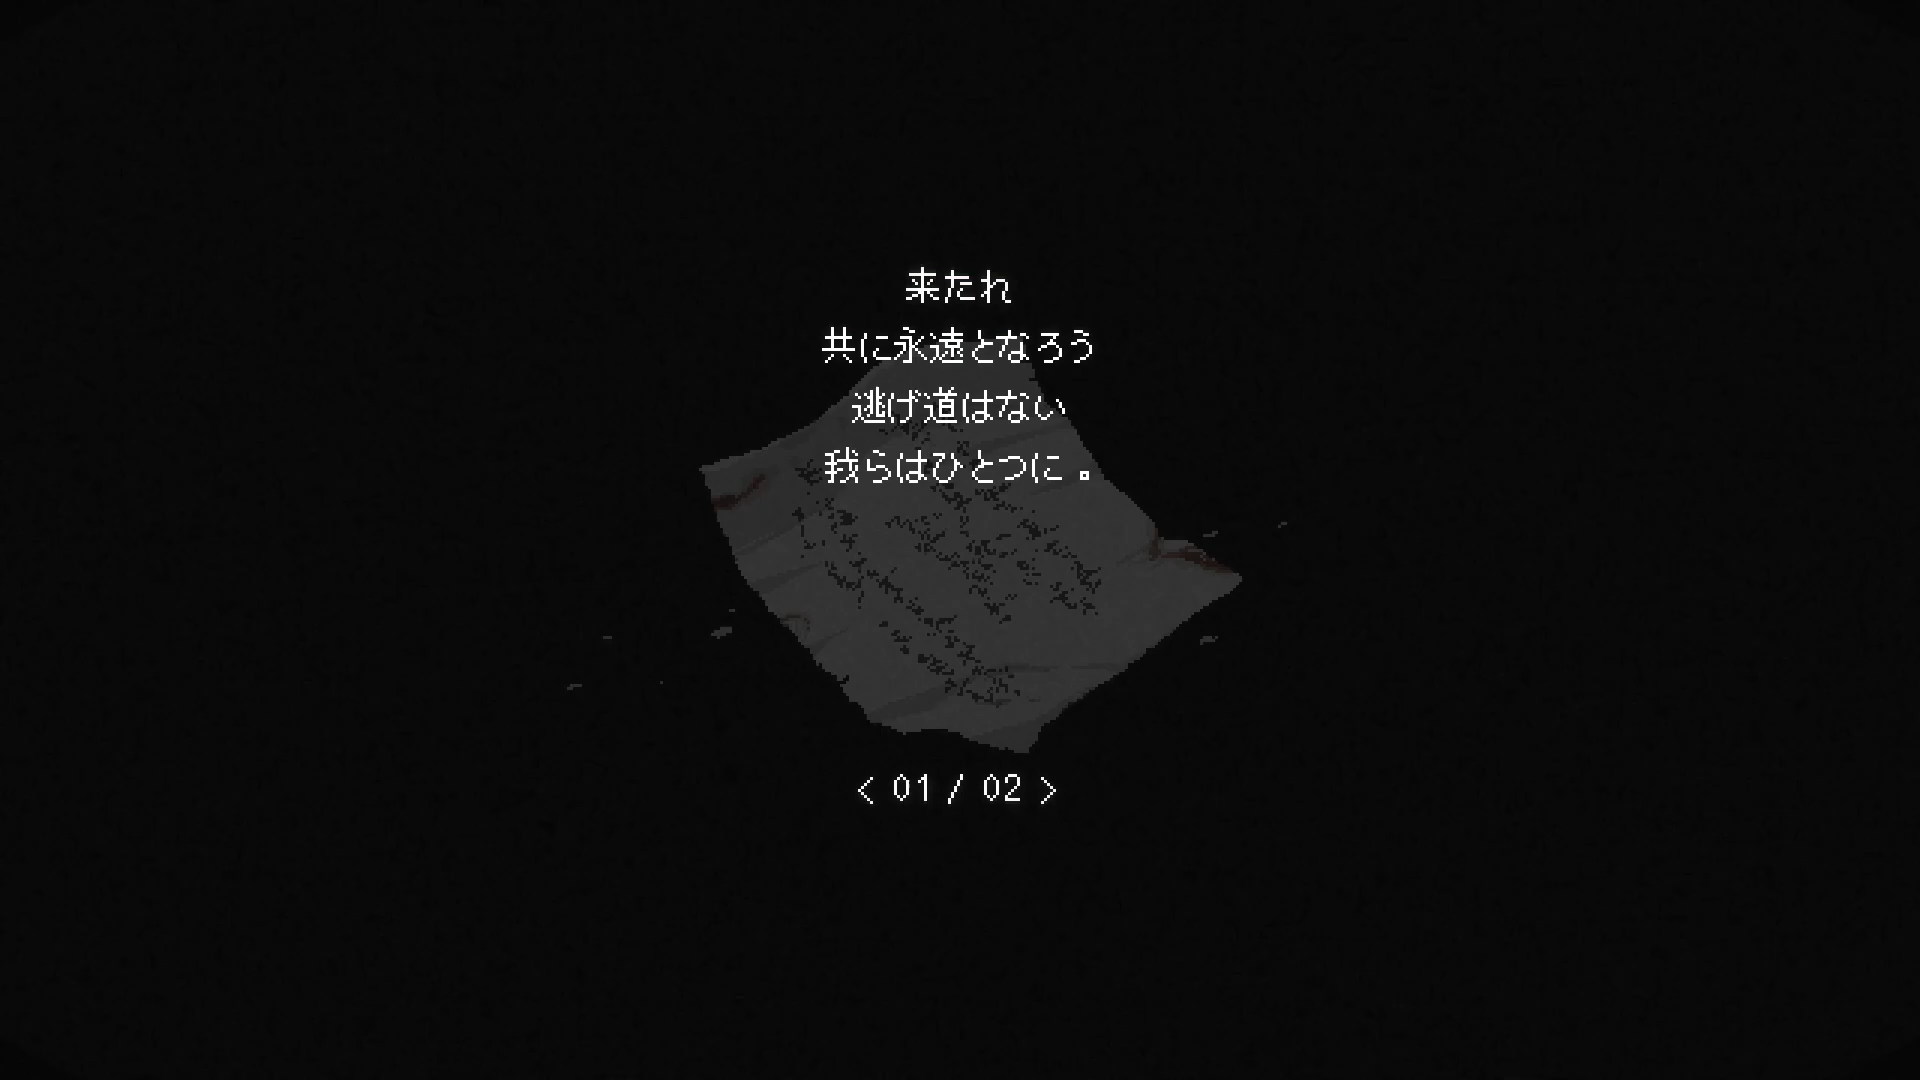 来たれ
共に永遠となろう
逃げ道はない
我らはひとつに。
< 01 / 02 >